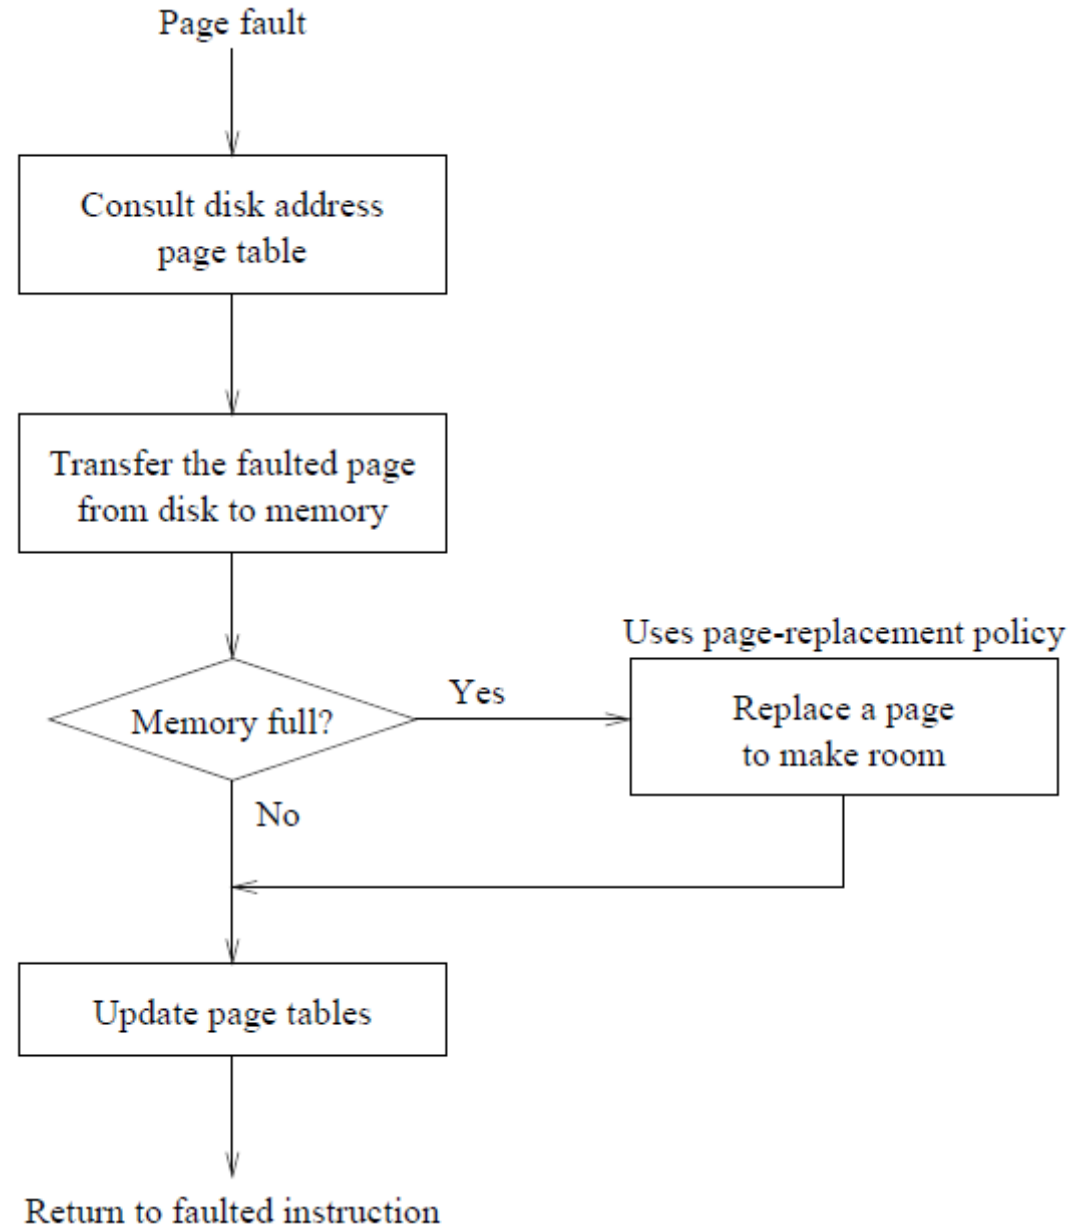 Page fault
Consult disk address
page table
Transfer the faulted page
from disk to memory
Uses page-replacement policy
Memory full?
Yes
Replace a page
to make room
No
Update page tables
Return to faulted instruction